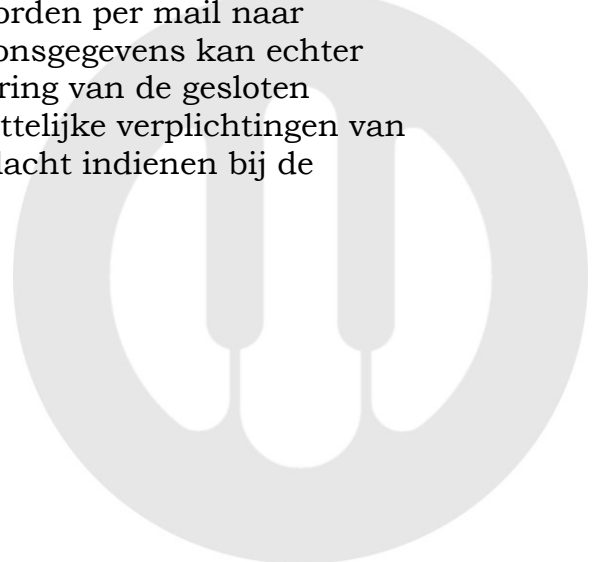 orden per mail naar
onsgegevens kan echter
ring van de gesloten
ttelijke verplichtingen van
lacht indienen bij de